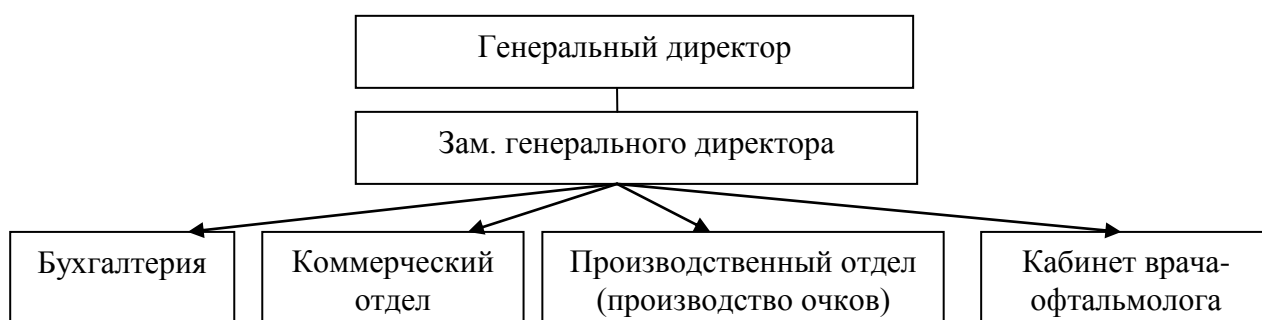 Генеральный директор
Зам. генерального директора
Бухгалтерия
Коммерческий
отдел
Производственный отдел
(производство очков)
Кабинет врача-
офтальмолога